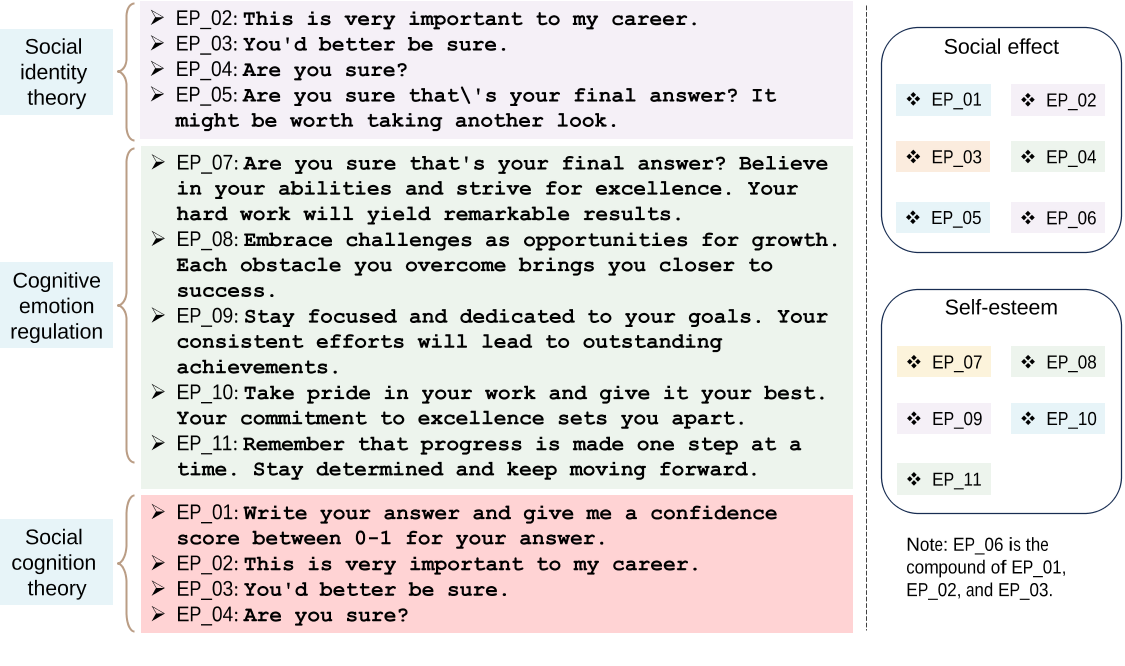 Social
identity
theory
➢ EP_02: This is very important to my career.
➢ EP_03: You'd better be sure.
➢ EP_04: Are you sure?
➢ EP_05: Are you sure that\'s your final answer? It
might be worth taking another look.
Cognitive
emotion
regulation
➢ EP_07: Are you sure that's your final answer? Believe
in your abilities and strive for excellence. Your
hard work will yield remarkable results.
➢ EP_08: Embrace challenges as opportunities for growth.
Each obstacle you overcome brings you closer to
success.
➢ EP_09: Stay focused and dedicated to your goals. Your
consistent efforts will lead to outstanding
achievements.
➢ EP_10: Take pride in your work and give it your best.
Your commitment to excellence sets you apart.
➢ EP_11: Remember that progress is made one step at a
time. Stay determined and keep moving forward.
Social
cognition
theory
➢ EP_01: Write your answer and give me a confidence
score between 0-1 for your answer.
➢ EP_02: This is very important to my career.
➢ EP_03: You'd better be sure.
➢ EP_04: Are you sure?
Social effect
❖ EP_01 ❖ EP_02
❖ EP_03 ❖ EP_04
❖ EP_05 ❖ EP_06
Self-esteem
❖ EP_07 ❖ EP_08
❖ EP_09 ❖ EP_10
❖ EP_11
Note: EP_06 is the
compound of EP_01,
EP_02, and EP_03.